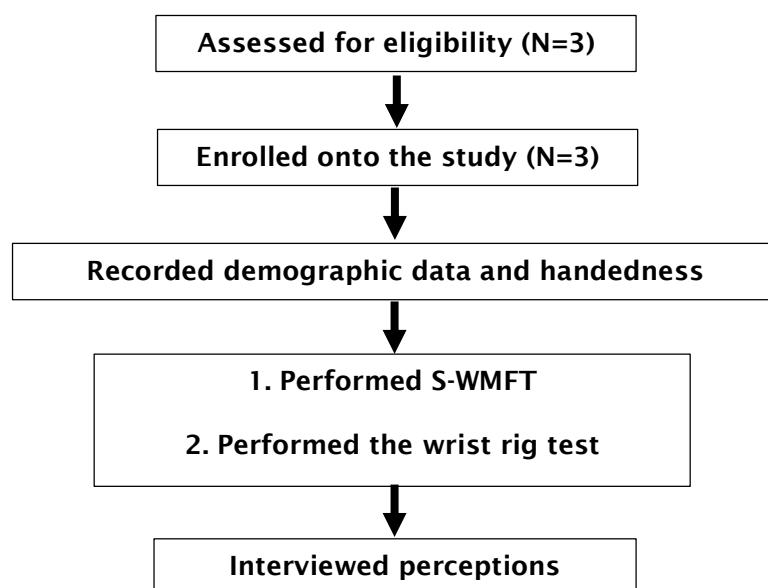 Assessed for eligibility (N=3)
Enrolled onto the study (N=3)
Recorded demographic data and handedness
1. Performed S-WMFT
2. Performed the wrist rig test
Interviewed perceptions